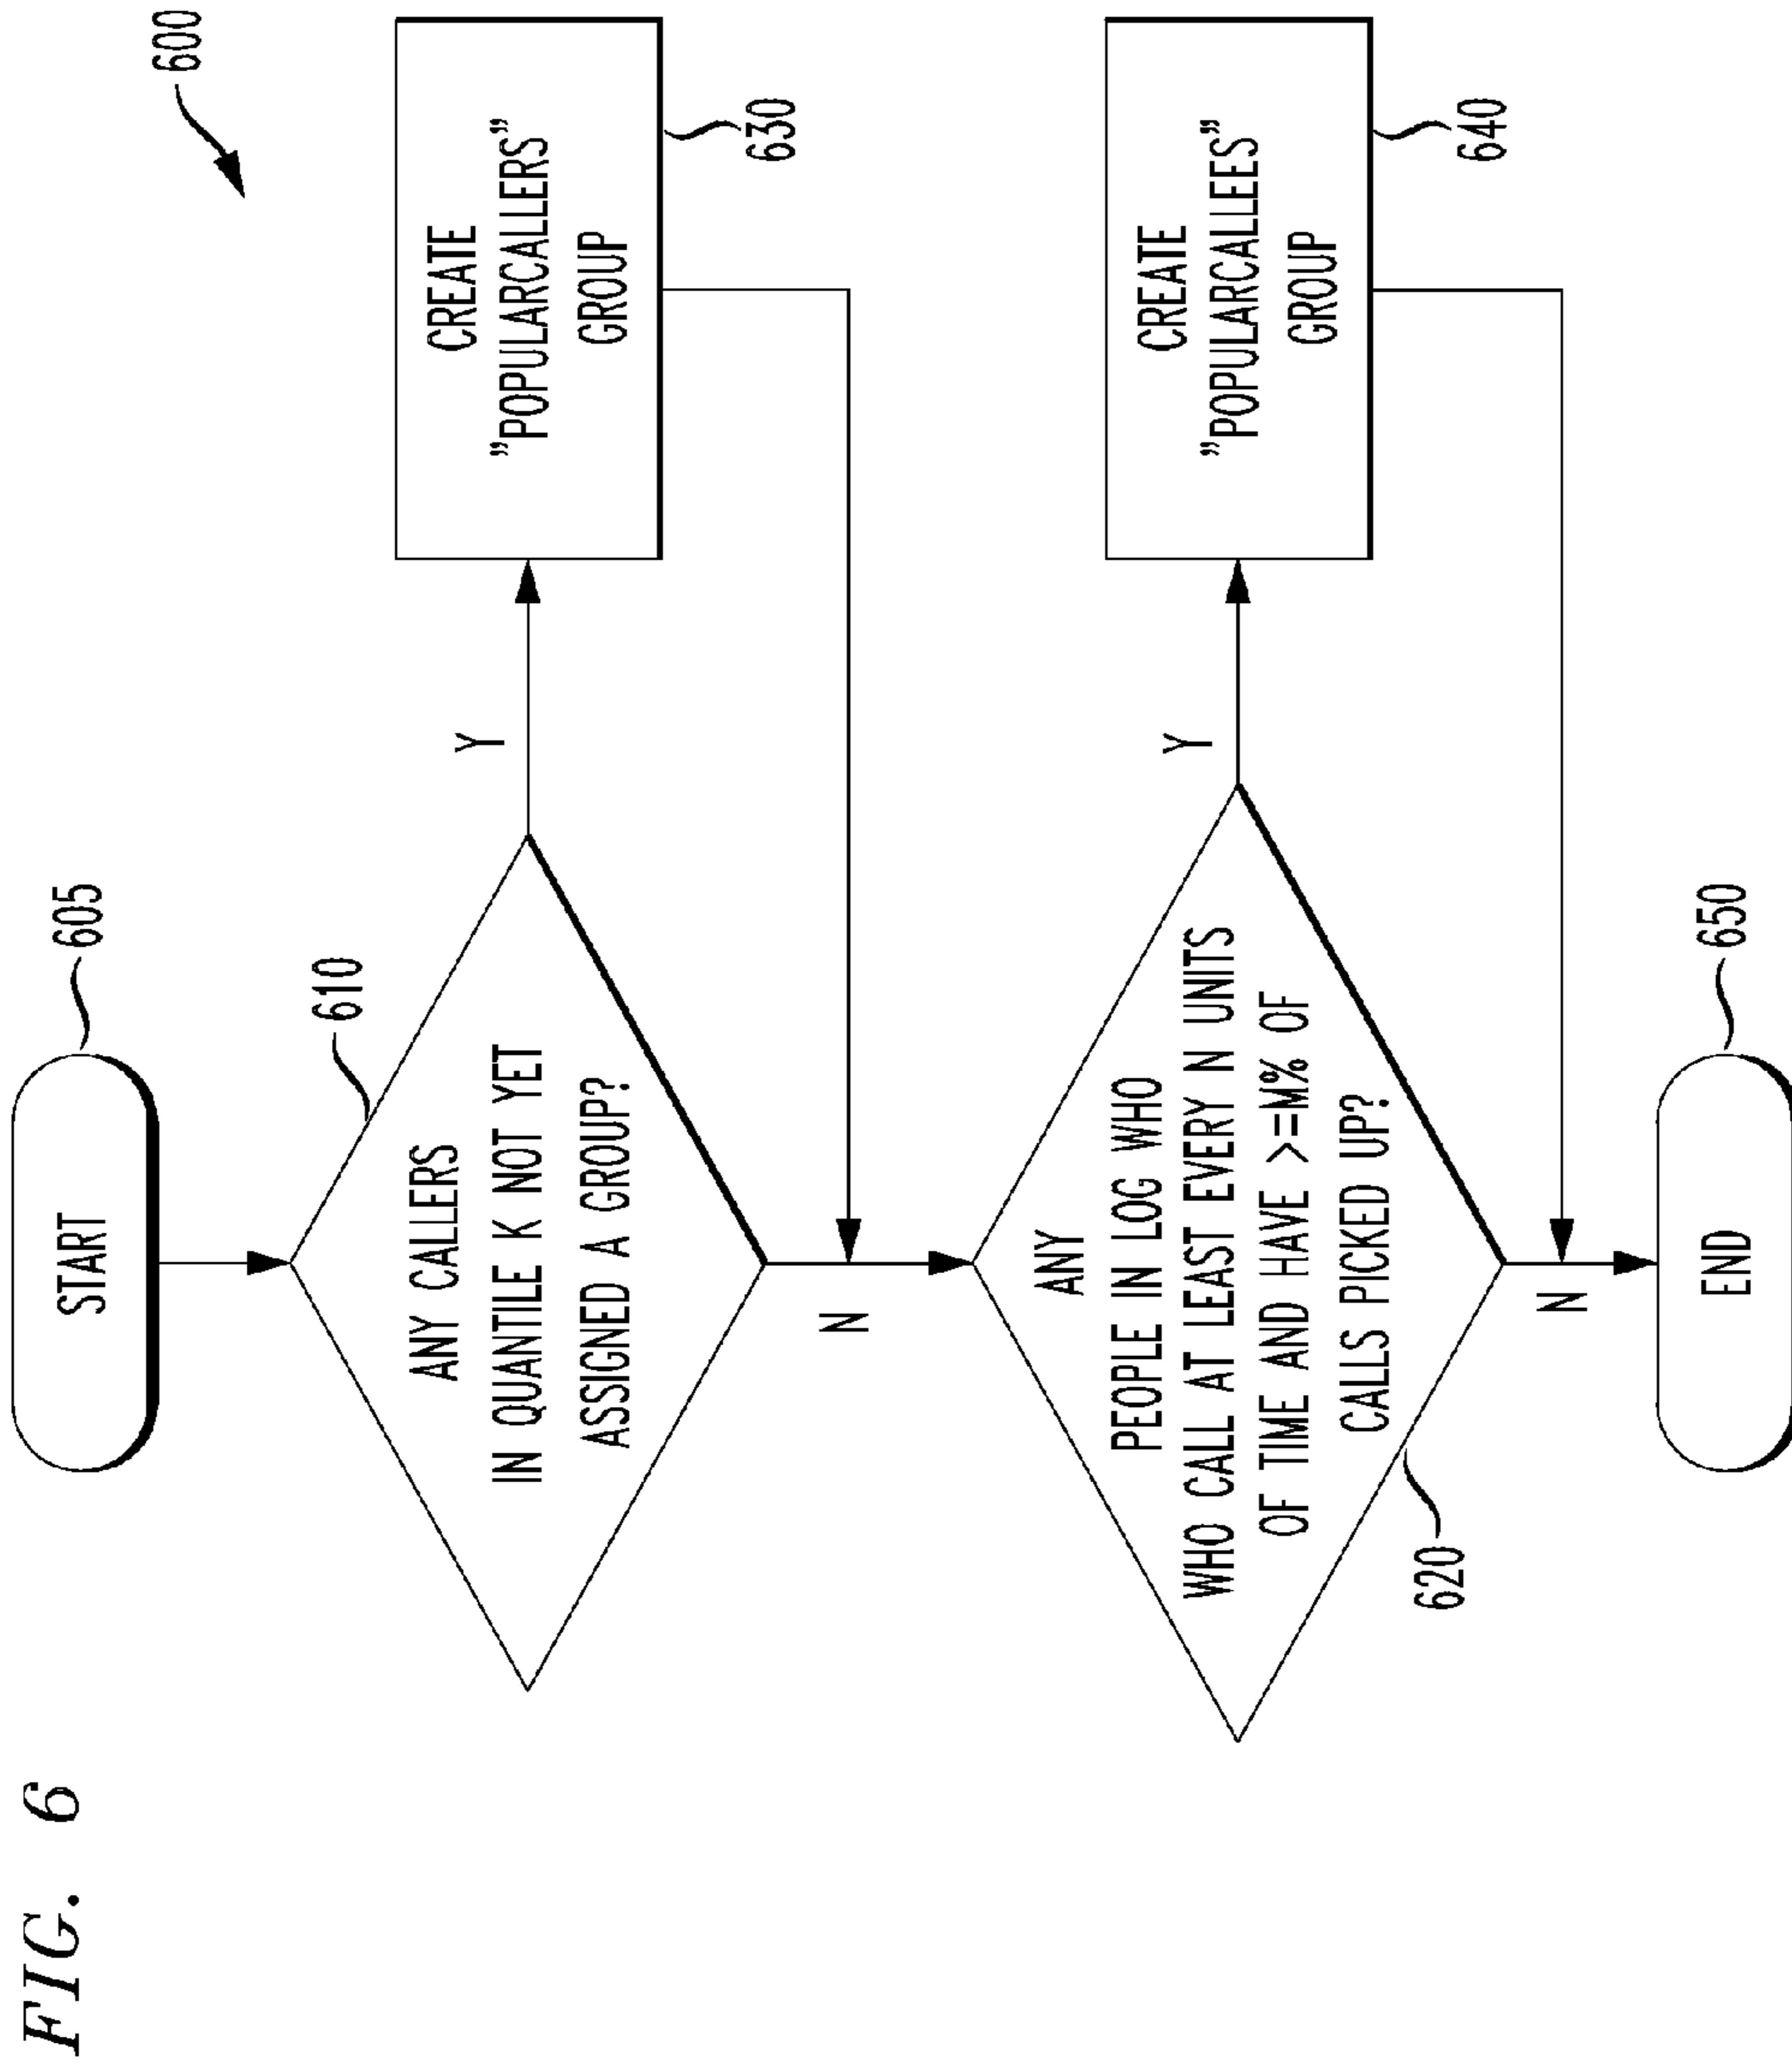 FIG. 6
600
START
605
610
ANY CALLERS
IN QUANTILE K NOT YET
ASSIGNED A GROUP?
Y
CREATE
"POPULARCALLERS"
GROUP
630
N
ANY
PEOPLE IN LOG WHO
WHO CALL AT LEAST EVERY N UNITS
OF TIME AND HAVE >=M% OF
CALLS PICKED UP?
620
Y
CREATE
"POPULARCALLEES"
GROUP
640
N
END
650